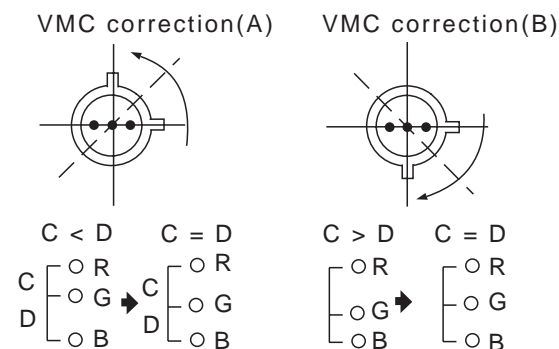 VMC correction(A)
VMC correction(B)
C < D
C = D
C > D
C = D
C
D
R
G
B
C
D
R
G
B
R
G
B
R
G
B